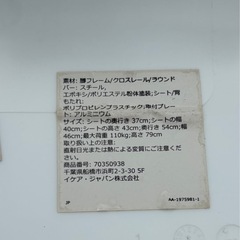 素材: 脚フレーム/クロスレール/ラウンド
バー: スチール,
エポキシ/ポリエステル粉体塗装; シート/背
もたれ:
ポリプロピレンプラスチック; 取付プレー
ト: アルミニウム
サイズ: シートの奥行き 37cm; シートの幅
40cm; シートの高さ 43cm; 奥行き 54cm; 幅
46cm; 最大荷重 110kg; 高さ 79cm
取り扱い上の注意:
直射日光または熱による変質にご注意くだ
さい。
商品番号: 70350938
千葉県船橋市浜町2-3-30 5F
イケア・ジャパン株式会社
JP AA-1975901-1